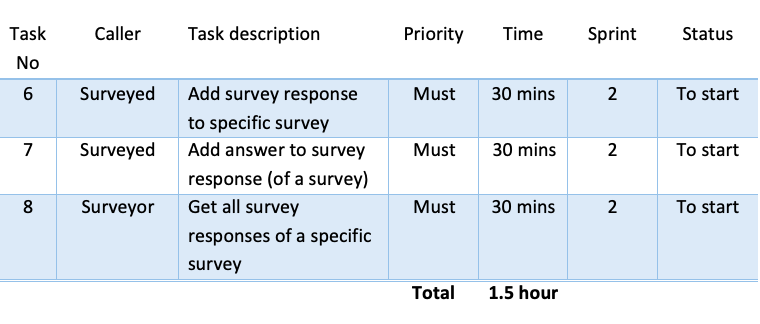 Task No Caller Task description Priority Time Sprint Status
6 Surveyed Add survey response to specific survey Must 30 mins 2 To start
7 Surveyed Add answer to survey response (of a survey) Must 30 mins 2 To start
8 Surveyor Get all survey responses of a specific survey Must 30 mins 2 To start
Total 1.5 hour